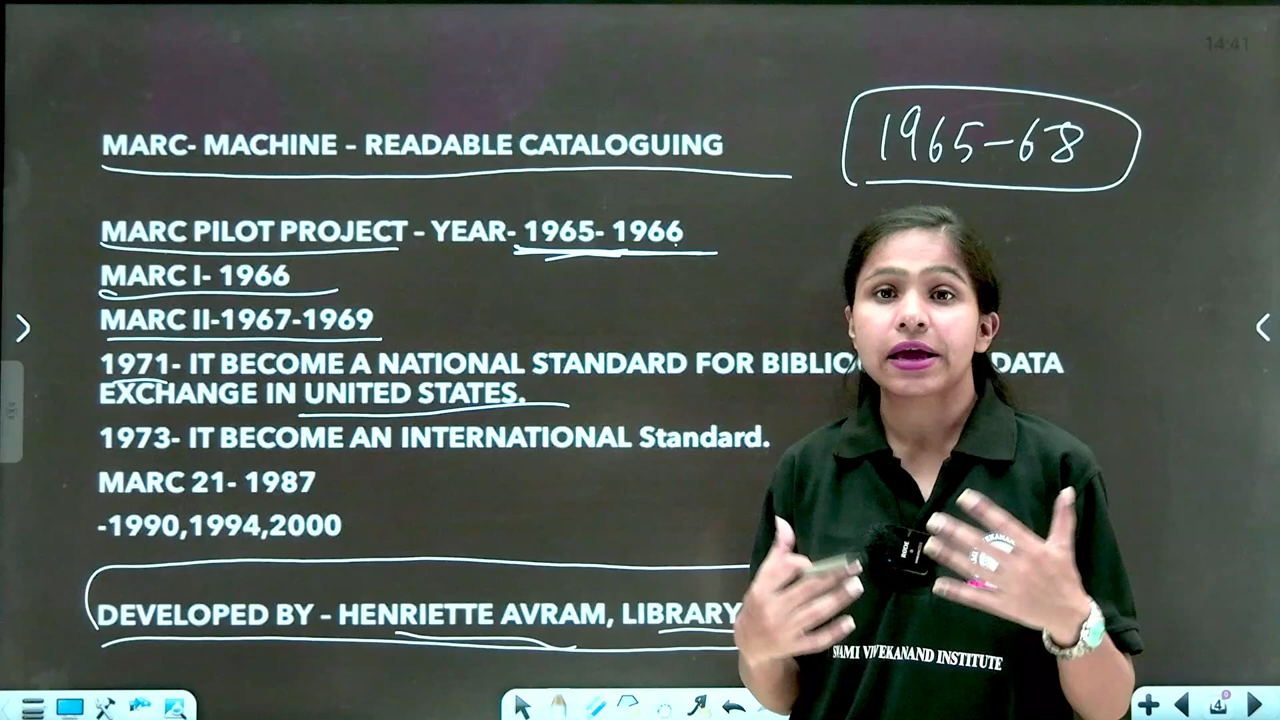 14:41
1965-68
MARC- MACHINE - READABLE CATALOGUING
MARC PILOT PROJECT - YEAR- 1965- 1966
MARC I- 1966
MARC II-1967-1969
1971- IT BECOME A NATIONAL STANDARD FOR DATA
EXCHANGE IN UNITED STATES.
1973- IT BECOME AN INTERNATIONAL Standard.
MARC 21- 1987
-1990,1994,2000
DEVELOPED BY - HENRIETTE AVRAM, LIBRARY
RODE
SWAMI VIVEKANAND INSTITUTE
4